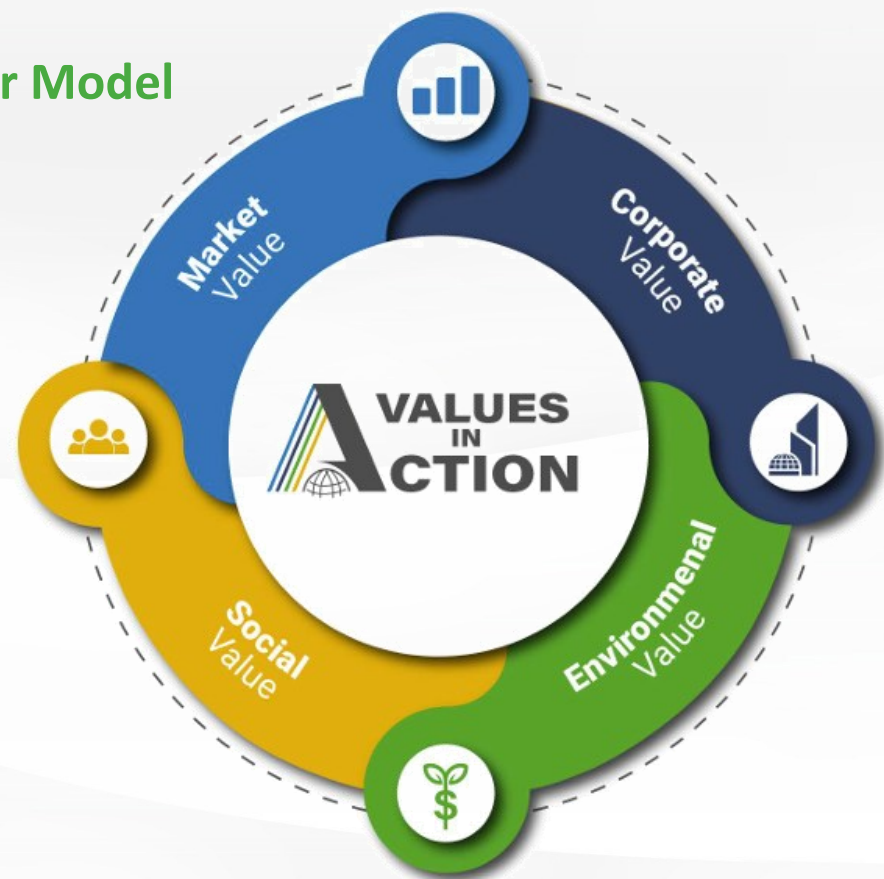 r Model
Market
Value
Corporate
Value
VALUES
IN
ACTION
Social
Value
Environmenal
Value
$